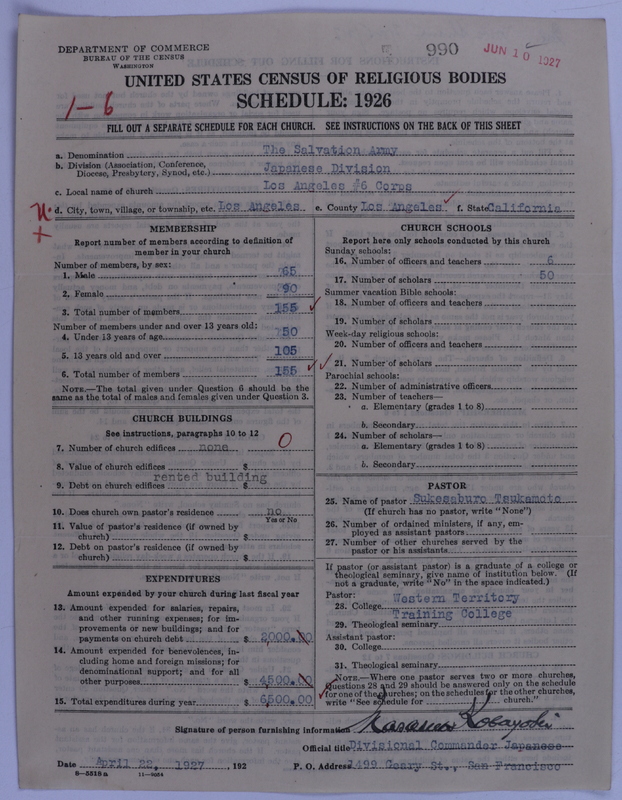 DEPARTMENT OF COMMERCE
BUREAU OF THE CENSUS
WASHINGTON
990
JUN 10 1927
UNITED STATES CENSUS OF RELIGIOUS BODIES
SCHEDULE: 1926
1-6
FILL OUT A SEPARATE SCHEDULE FOR EACH CHURCH. SEE INSTRUCTIONS ON THE BACK OF THIS SHEET
a. Denomination The Salvation Army
b. Division (Association, Conference, Diocese, Presbytery, Synod, etc.) Japanese Division
c. Local name of church Los Angeles #6 Corps
d. City, town, village, or township, etc. Los Angeles e. County Los Angeles f. State California
MEMBERSHIP
Report number of members according to definition of
member in your church
Number of members, by sex:
1. Male 65
2. Female 90
3. Total number of members 155
Number of members under and over 13 years old:
4. Under 13 years of age 50
5. 13 years old and over 105
6. Total number of members 155
NOTE.—The total given under Question 6 should be the
same as the total of males and females given under Question 3.
CHURCH BUILDINGS
See instructions, paragraphs 10 to 12
7. Number of church edifices none 0
8. Value of church edifices $
rented building
9. Debt on church edifices $
10. Does church own pastor's residence no
Yes or No
11. Value of pastor's residence (if owned by
church) $
12. Debt on pastor's residence (if owned by
church) $
EXPENDITURES
Amount expended by your church during last fiscal year
13. Amount expended for salaries, repairs,
and other running expenses; for im-
provements or new buildings; and for
payments on church debt $ 2000.00
14. Amount expended for benevolences, in-
cluding home and foreign missions; for
denominational support; and for all
other purposes $ 4500.00
15. Total expenditures during year $ 6500.00
CHURCH SCHOOLS
Report here only schools conducted by this church
Sunday schools:
16. Number of officers and teachers 6
17. Number of scholars 50
Summer vacation Bible schools:
18. Number of officers and teachers
19. Number of scholars
Week-day religious schools:
20. Number of officers and teachers
21. Number of scholars
Parochial schools:
22. Number of administrative officers
23. Number of teachers—
a. Elementary (grades 1 to 8)
b. Secondary
24. Number of scholars—
a. Elementary (grades 1 to 8)
b. Secondary
PASTOR
25. Name of pastor Sukesaburo Tsukamoto
(If church has no pastor, write "None")
26. Number of ordained ministers, if any, em-
ployed as assistant pastors
27. Number of other churches served by the
pastor or his assistants
If pastor (or assistant pastor) is a graduate of a college or
theological seminary, give name of institution below. (If
not a graduate, write "No" in the space indicated.)
Pastor:
28. College Western Territory
Training College
29. Theological seminary
Assistant pastor:
30. College
31. Theological seminary
NOTE.—Where one pastor serves two or more churches,
questions 28 and 29 should be answered only on the schedule
for one of the churches; on the schedules for the other churches,
write "See schedule for church."
Signature of person furnishing information Masasuke Kobayashi
Official title Divisional Commander Japanese
Date April 22, 1927, 192 P. O. Address 1499 Geary St., San Francisco
6-5518a 11-9084